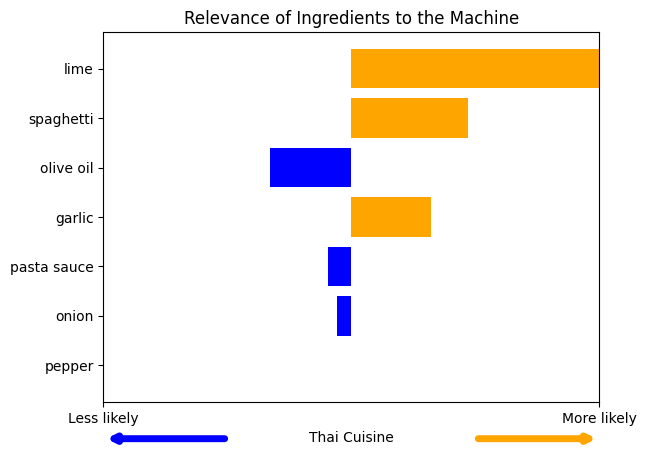 Relevance of Ingredients to the Machine
lime
spaghetti
olive oil
garlic
pasta sauce
onion
pepper
Less likely
More likely
Thai Cuisine